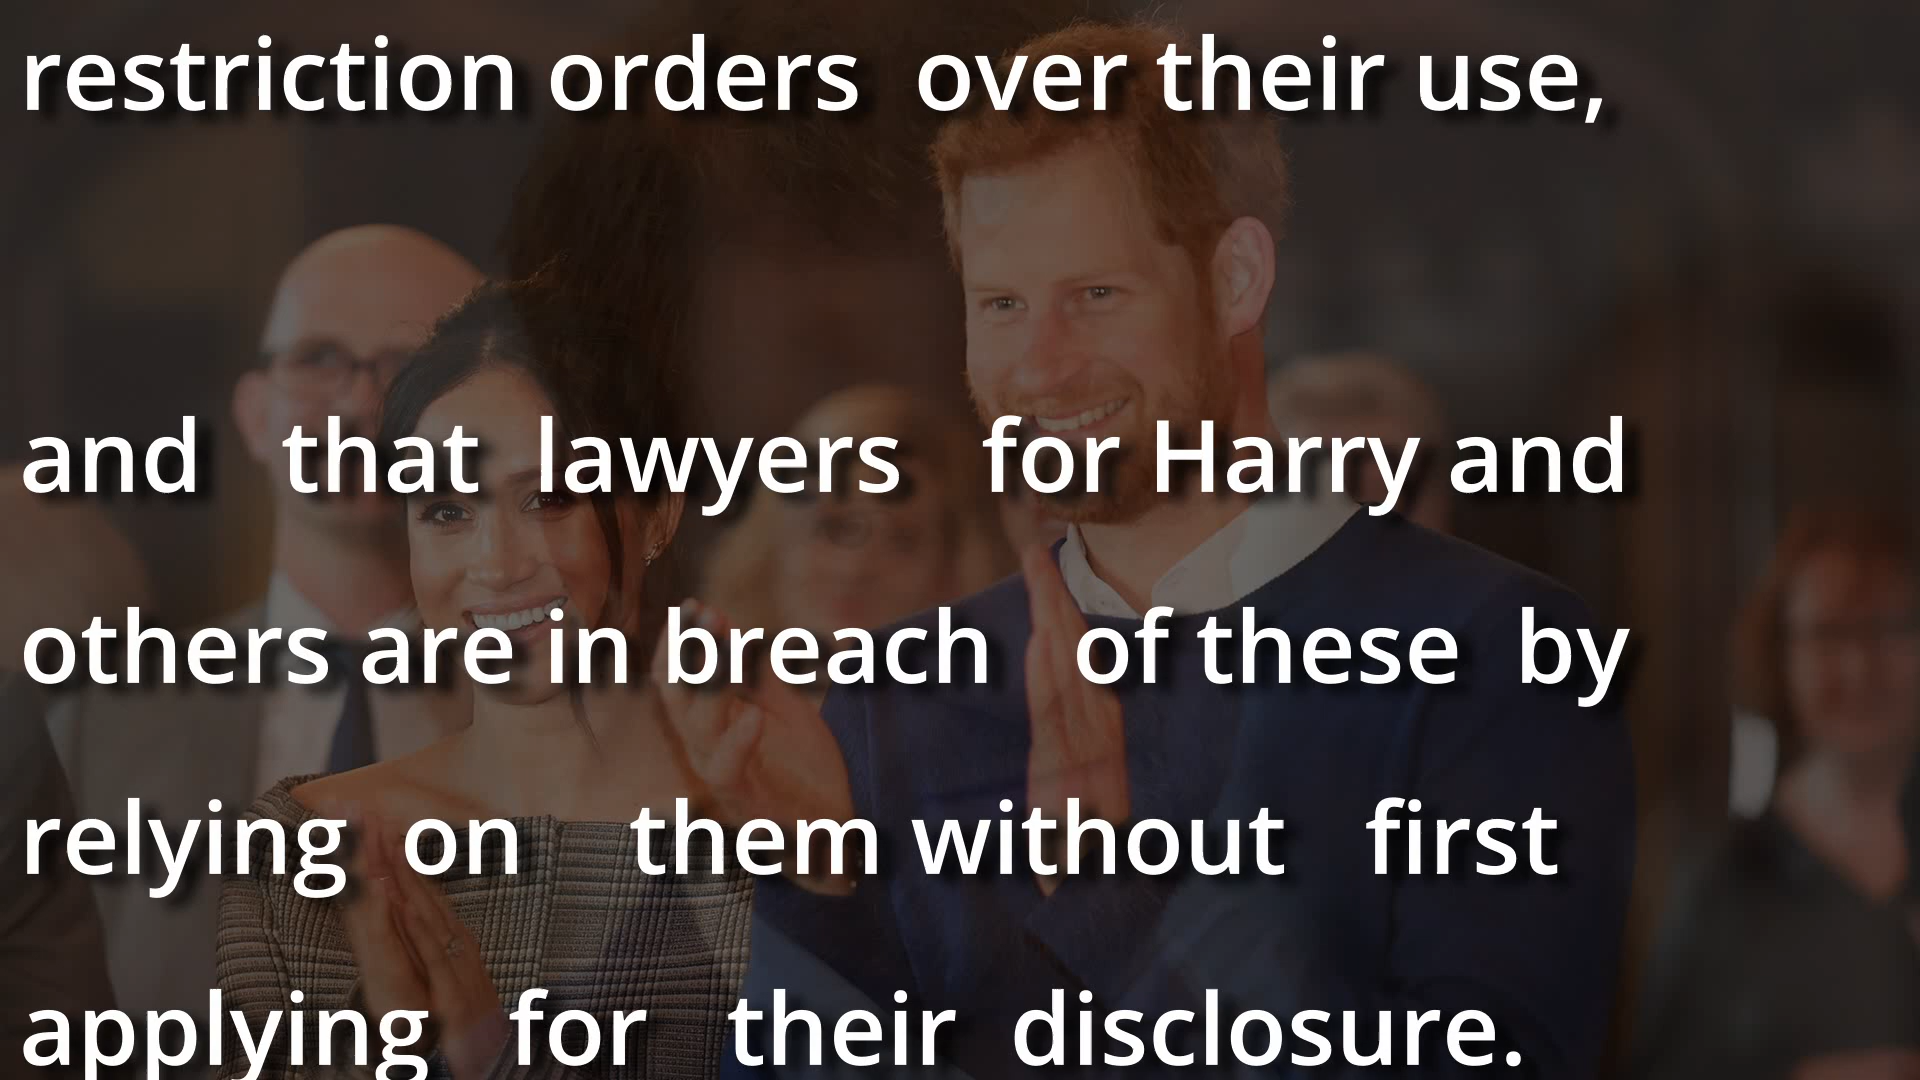 restriction orders over their use,
and that lawyers for Harry and
others are in breach of these by
relying on them without first
applying for their disclosure.